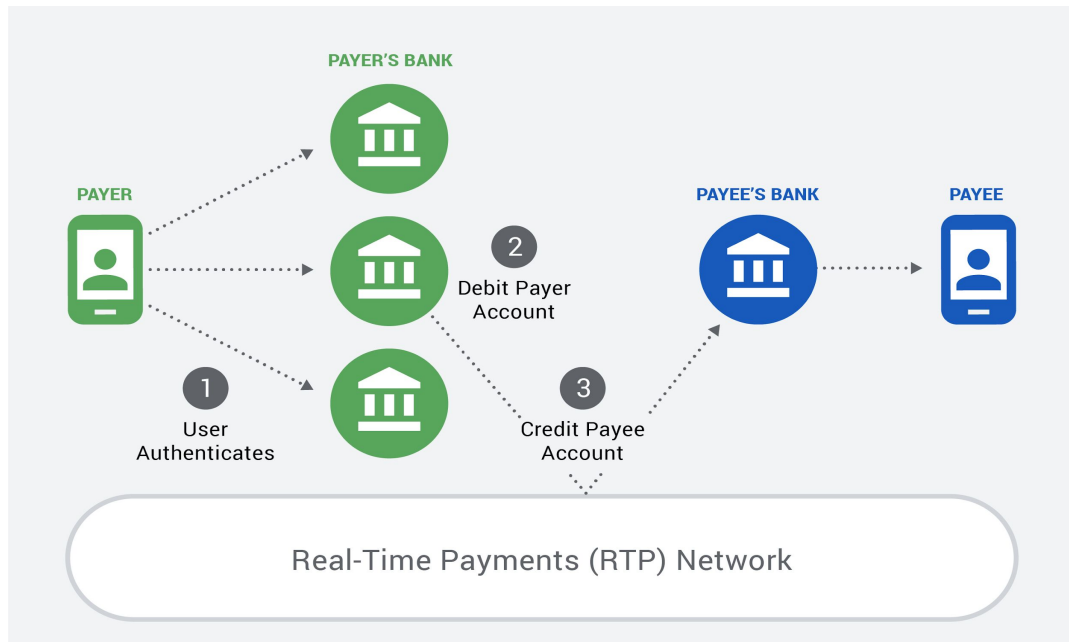 PAYER'S BANK
PAYER
PAYEE'S BANK
PAYEE
2
Debit Payer
Account
1
User
Authenticates
3
Credit Payee
Account
Real-Time Payments (RTP) Network